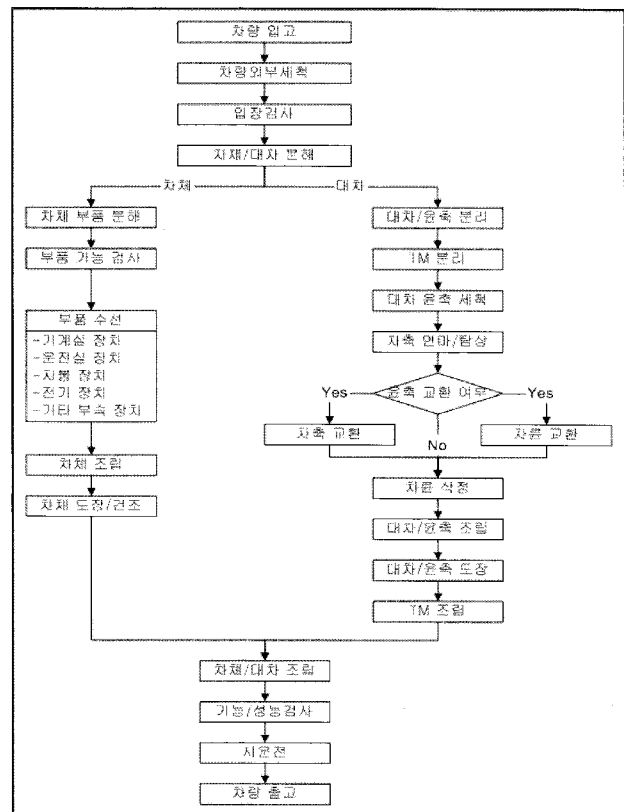 차량 입고
차량외부세척
입장검사
차체/대차 분해
차체
대차
차체 부품 분해
부품 기능 검사
부품 수선
-기계실 장치
-운전실 장치
-지붕 장치
-전기 장치
-기타 부속 장치
차체 조립
차체 도장/건조
대차/윤축 분리
TM 분리
대차 윤축 세척
차축 연마/탐상
윤축 교환 여부
Yes
Yes
차축 교환
No
차륜 교환
차륜 삭정
대차/윤축 조립
대차/윤축 도장
TM 조립
차체/대차 조립
기능/성능검사
시운전
차량 출고